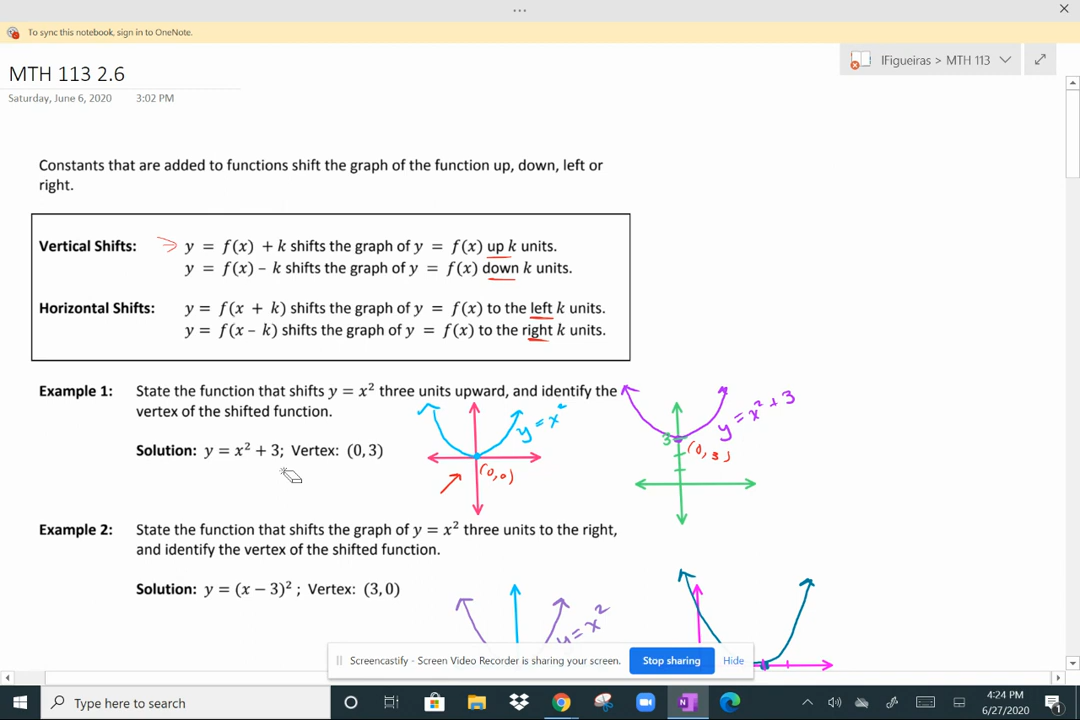 To sync this notebook, sign in to OneNote.
MTH 113 2.6
IFigueiras > MTH 113
Saturday, June 6, 2020 3:02 PM
Constants that are added to functions shift the graph of the function up, down, left or
right.
Vertical Shifts: y = f(x) + k shifts the graph of y = f(x) up k units.
y = f(x) – k shifts the graph of y = f(x) down k units.
Horizontal Shifts: y = f(x + k) shifts the graph of y = f(x) to the left k units.
y = f(x – k) shifts the graph of y = f(x) to the right k units.
Example 1: State the function that shifts y = x² three units upward, and identify the
vertex of the shifted function.
y = x²
y = x² + 3
Solution: y = x² + 3; Vertex: (0, 3)
(0,0)
3
(0, 3)
Example 2: State the function that shifts the graph of y = x² three units to the right,
and identify the vertex of the shifted function.
Solution: y = (x − 3)² ; Vertex: (3, 0)
y = x²
Screencastify - Screen Video Recorder is sharing your screen. Stop sharing Hide
Type here to search
4:24 PM
6/27/2020
1